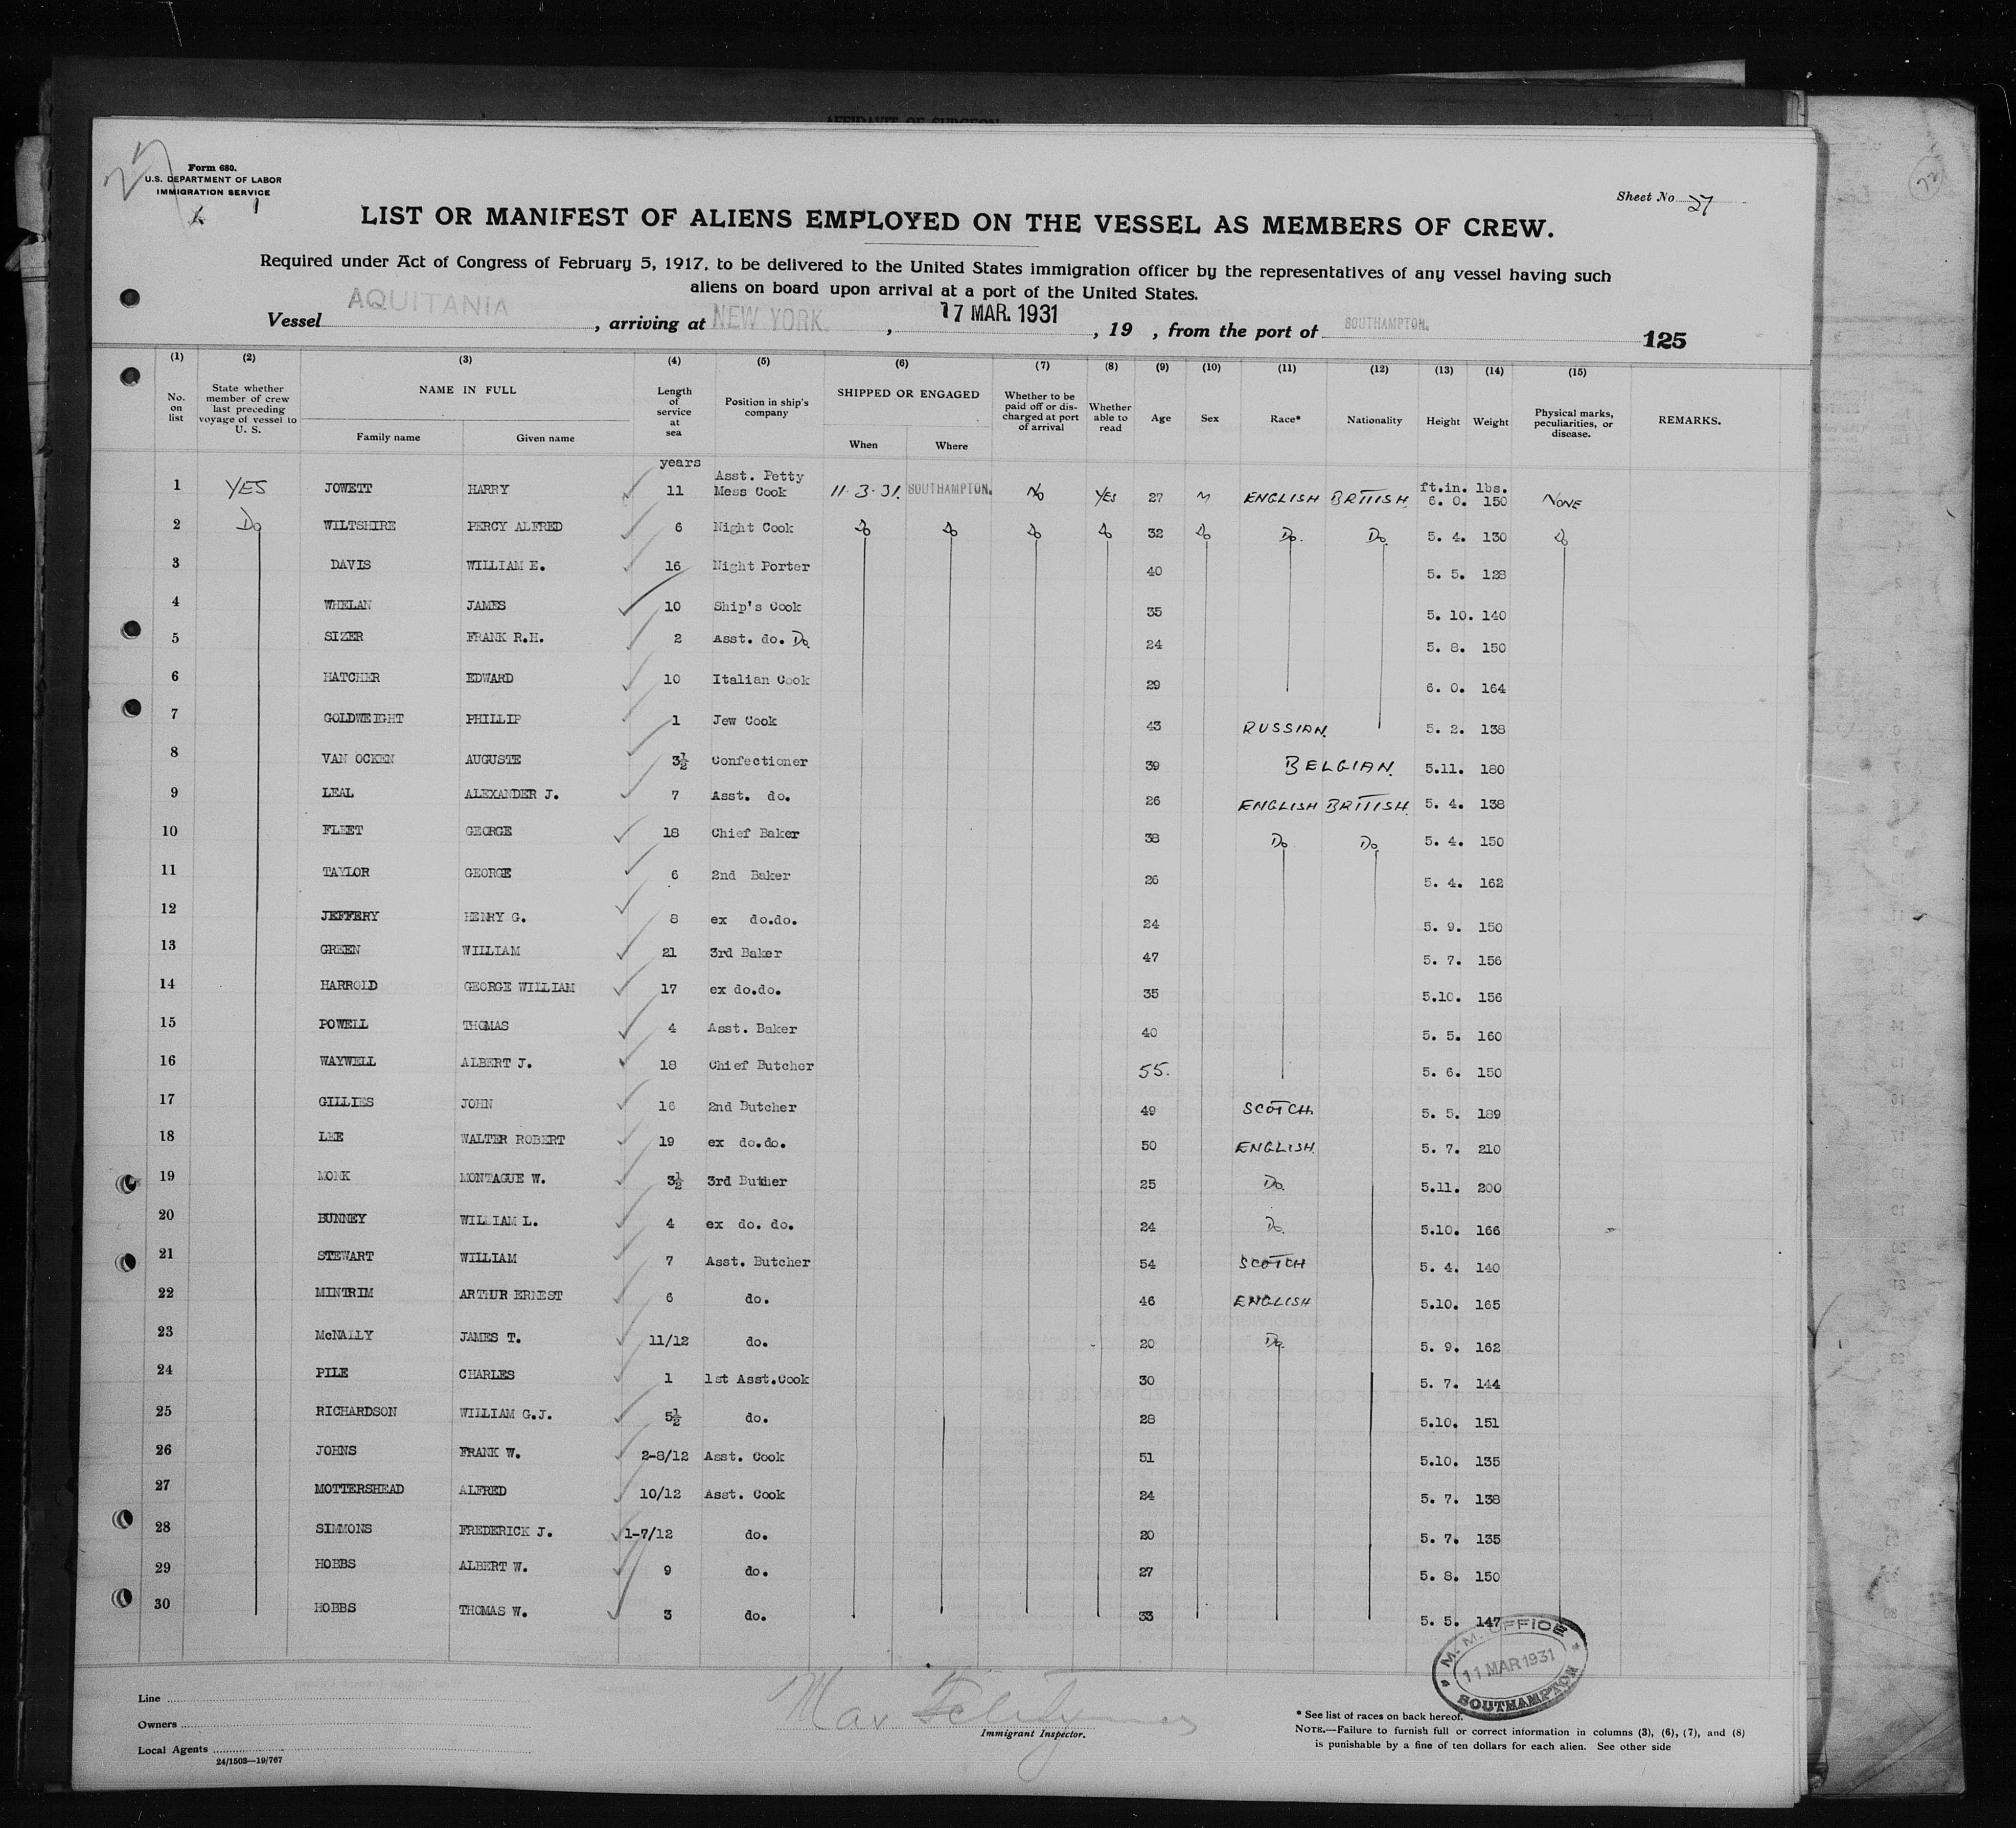 AFFIDAVIT OF SURGEON
27
Form 680.
U.S. DEPARTMENT OF LABOR
IMMIGRATION SERVICE
Sheet No 27
LIST OR MANIFEST OF ALIENS EMPLOYED ON THE VESSEL AS MEMBERS OF CREW.
Required under Act of Congress of February 5, 1917, to be delivered to the United States immigration officer by the representatives of any vessel having such
aliens on board upon arrival at a port of the United States.
Vessel AQUITANIA, arriving at NEW YORK, 17 MAR. 1931, 19 , from the port of SOUTHAMPTON. 125
(1) (2) (3) (4) (5) (6) (7) (8) (9) (10) (11) (12) (13) (14) (15)
No. on list State whether member of crew last preceding voyage of vessel to U. S. NAME IN FULL Family name Given name Length of service at sea Position in ship's company SHIPPED OR ENGAGED When Where Whether to be paid off or discharged at port of arrival Whether able to read Age Sex Race* Nationality Height Weight Physical marks, peculiarities, or disease. REMARKS.
years ft.in. lbs.
1 YES JOWETT HARRY 11 Asst. Petty Mess Cook 11.3.31. SOUTHAMPTON. No YES 27 M ENGLISH BRITISH 6. 0. 150 NONE
2 Do WILTSHIRE PERCY ALFRED 6 Night Cook Do Do Do Do 32 Do Do. Do. 5. 4. 130 Do
3 DAVIS WILLIAM E. 16 Night Porter 40 5. 5. 128
4 WHELAN JAMES 10 Ship's Cook 35 5. 10. 140
5 SIZER FRANK R.H. 2 Asst. do. Do. 24 5. 8. 150
6 HATCHER EDWARD 10 Italian Cook 29 6. 0. 164
7 GOLDWEIGHT PHILLIP 1 Jew Cook 43 RUSSIAN. 5. 2. 138
8 VAN OCKEN AUGUSTE 3½ Confectioner 39 BELGIAN. 5.11. 180
9 LEAL ALEXANDER J. 7 Asst. do. 26 ENGLISH BRITISH. 5. 4. 138
10 FLEET GEORGE 18 Chief Baker 38 Do Do 5. 4. 150
11 TAYLOR GEORGE 6 2nd Baker 26 5. 4. 162
12 JEFFERY HENRY G. 8 ex do.do. 24 5. 9. 150
13 GREEN WILLIAM 21 3rd Baker 47 5. 7. 156
14 HARROLD GEORGE WILLIAM 17 ex do.do. 35 5.10. 156
15 POWELL THOMAS 4 Asst. Baker 40 5. 5. 160
16 WAYWELL ALBERT J. 18 Chief Butcher 55. 5. 6. 150
17 GILLIES JOHN 16 2nd Butcher 49 SCOTCH. 5. 5. 189
18 LEE WALTER ROBERT 19 ex do.do. 50 ENGLISH. 5. 7. 210
19 MONK MONTAGUE W. 3½ 3rd Butcher 25 Do. 5.11. 200
20 BUNNEY WILLIAM L. 4 ex do. do. 24 Do. 5.10. 166
21 STEWART WILLIAM 7 Asst. Butcher 54 SCOTCH 5. 4. 140
22 MINTRIM ARTHUR ERNEST 6 do. 46 ENGLISH 5.10. 165
23 McNALLY JAMES T. 11/12 do. 20 Do. 5. 9. 162
24 PILE CHARLES 1 1st Asst.Cook 30 5. 7. 144
25 RICHARDSON WILLIAM G.J. 5½ do. 28 5.10. 151
26 JOHNS FRANK W. 2-8/12 Asst. Cook 51 5.10. 135
27 MOTTERSHEAD ALFRED 10/12 Asst. Cook 24 5. 7. 138
28 SIMMONS FREDERICK J. 1-7/12 do. 20 5. 7. 135
29 HOBBS ALBERT W. 9 do. 27 5. 8. 150
30 HOBBS THOMAS W. 3 do. 33 5. 5. 147
M. M. OFFICE
11 MAR 1931
SOUTHAMPTON
Line
Owners
Local Agents
24/1503—19/767
Max
Immigrant Inspector.
* See list of races on back hereof.
NOTE.—Failure to furnish full or correct information in columns (3), (6), (7), and (8)
is punishable by a fine of ten dollars for each alien. See other side